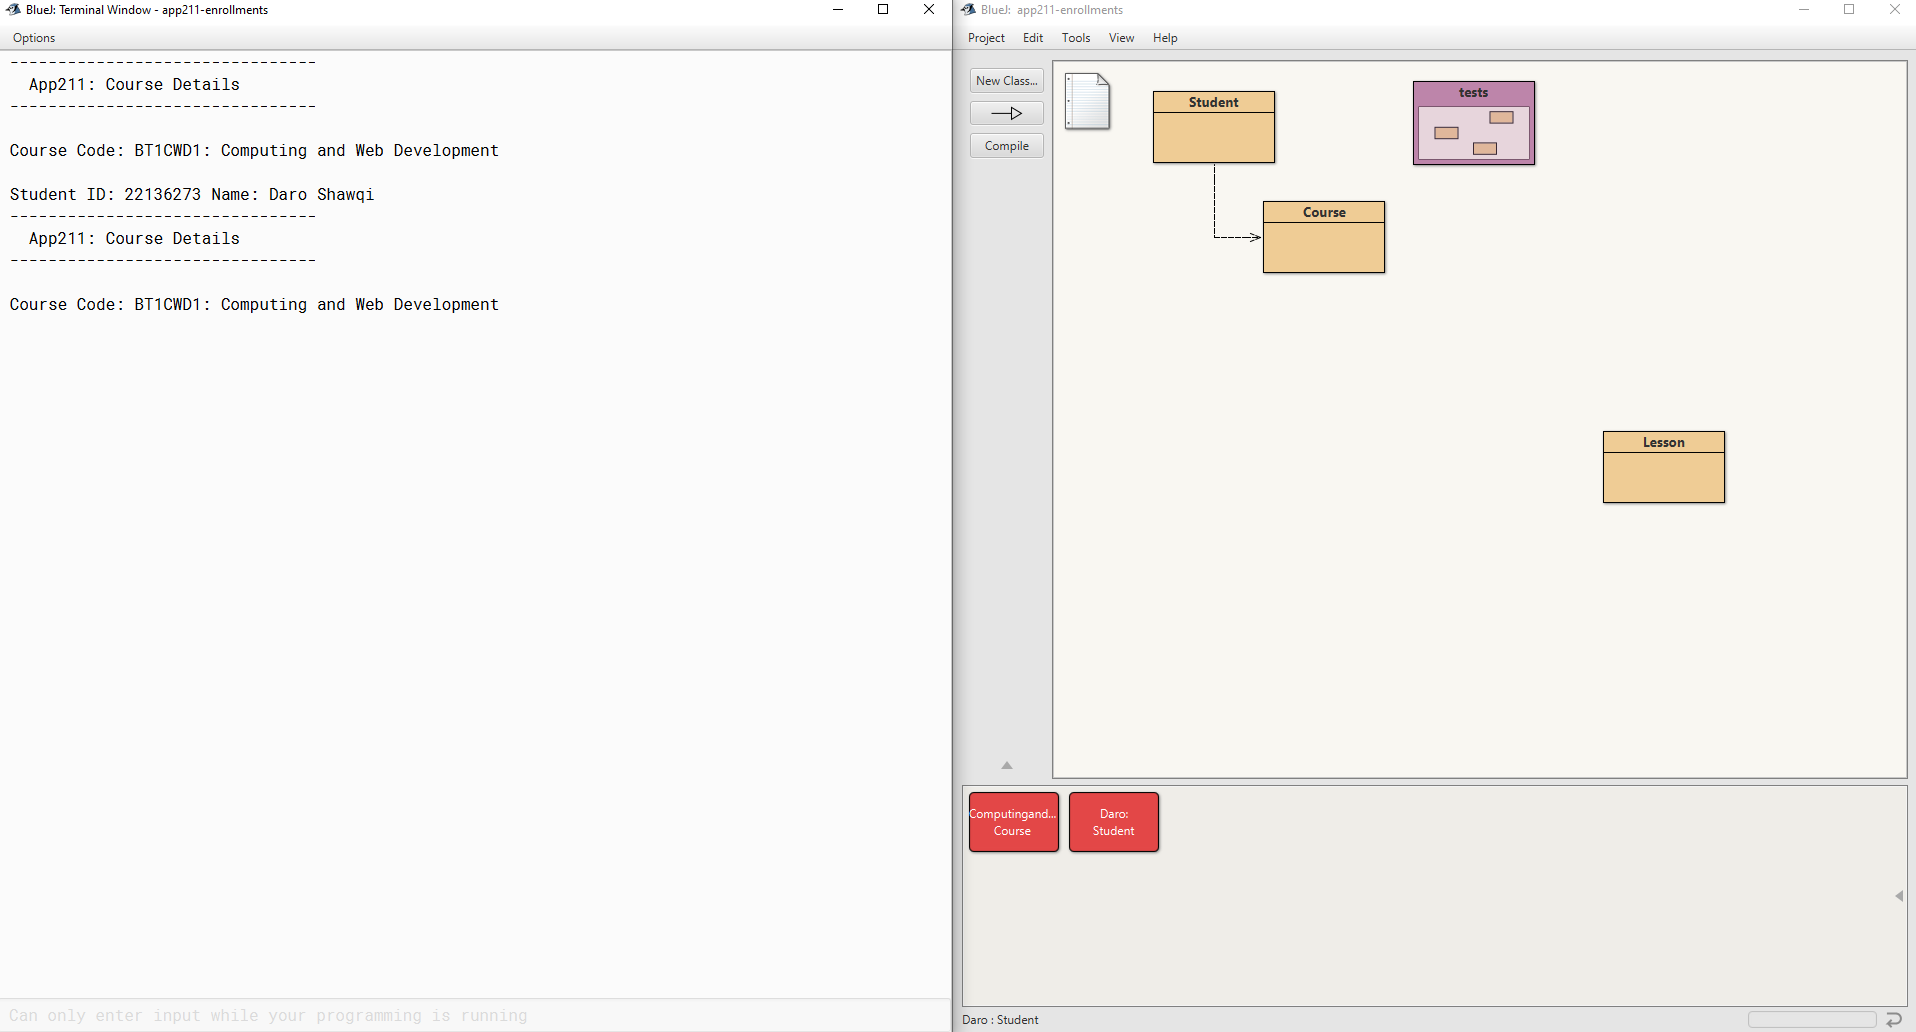 BlueJ: Terminal Window - app211-enrollments
Options
--------------------------------
App211: Course Details
--------------------------------
Course Code: BT1CWD1: Computing and Web Development
Student ID: 22136273 Name: Daro Shawqi
--------------------------------
App211: Course Details
--------------------------------
Course Code: BT1CWD1: Computing and Web Development
Can only enter input while your programming is running
BlueJ: app211-enrollments
Project Edit Tools View Help
New Class...
Compile
Student
tests
Course
Lesson
Computingand...
Course
Daro:
Student
Daro : Student